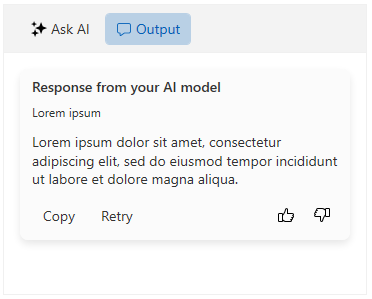 Ask AI Output
Response from your AI model
Lorem ipsum
Lorem ipsum dolor sit amet, consectetur
adipiscing elit, sed do eiusmod tempor incididunt
ut labore et dolore magna aliqua.
Copy Retry